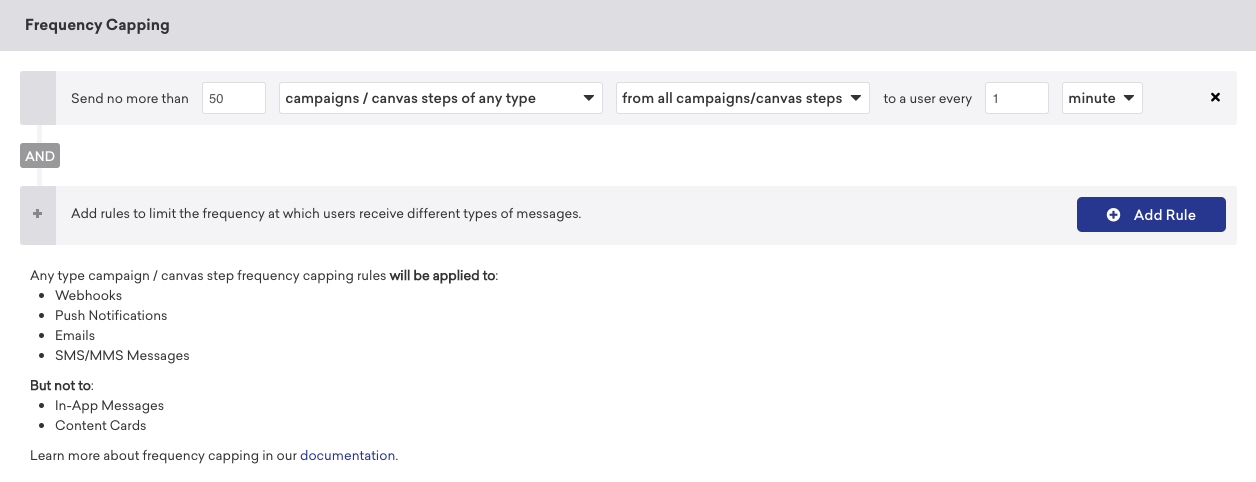 Frequency Capping
Send no more than 50 campaigns / canvas steps of any type from all campaigns/canvas steps to a user every 1 minute
AND
Add rules to limit the frequency at which users receive different types of messages. Add Rule
Any type campaign / canvas step frequency capping rules will be applied to:
Webhooks
Push Notifications
Emails
SMS/MMS Messages
But not to:
In-App Messages
Content Cards
Learn more about frequency capping in our documentation.